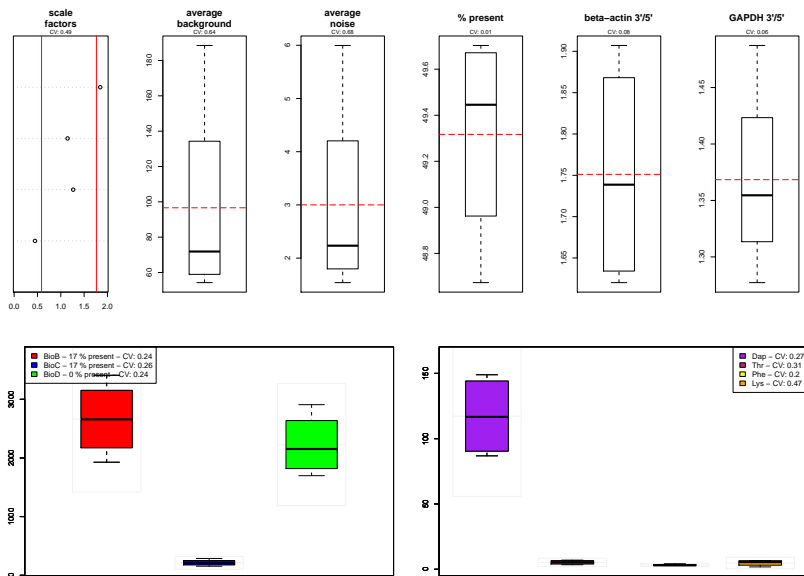 scale
factors
CV: 0.49
average
background
CV: 0.64
average
noise
CV: 0.68
% present
CV: 0.01
beta−actin 3'/5'
CV: 0.08
GAPDH 3'/5'
CV: 0.06
0.0 0.5 1.0 1.5 2.0
60 80 100 120 140 160 180
2 3 4 5 6
48.8 49.0 49.2 49.4 49.6
1.65 1.70 1.75 1.80 1.85 1.90
1.30 1.35 1.40 1.45
BioB − 17 % present − CV: 0.24
BioC − 17 % present − CV: 0.26
BioD − 0 % present − CV: 0.24
0 1000 2000 3000
Dap − CV: 0.27
Thr − CV: 0.31
Phe − CV: 0.2
Lys − CV: 0.47
0 50 100 150